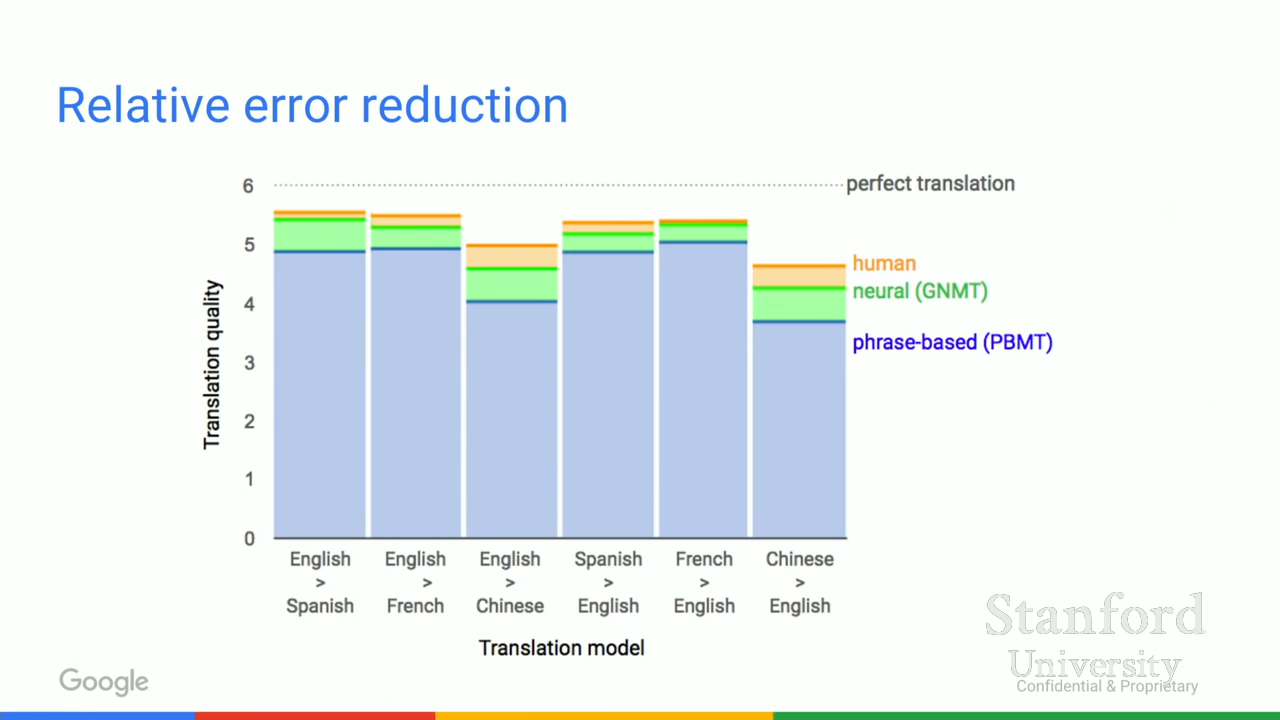 Relative error reduction
6
perfect translation
5
human
neural (GNMT)
4
phrase-based (PBMT)
3
2
1
0
Translation quality
English > Spanish
English > French
English > Chinese
Spanish > English
French > English
Chinese > English
Translation model
Stanford
University
Google
Confidential & Proprietary